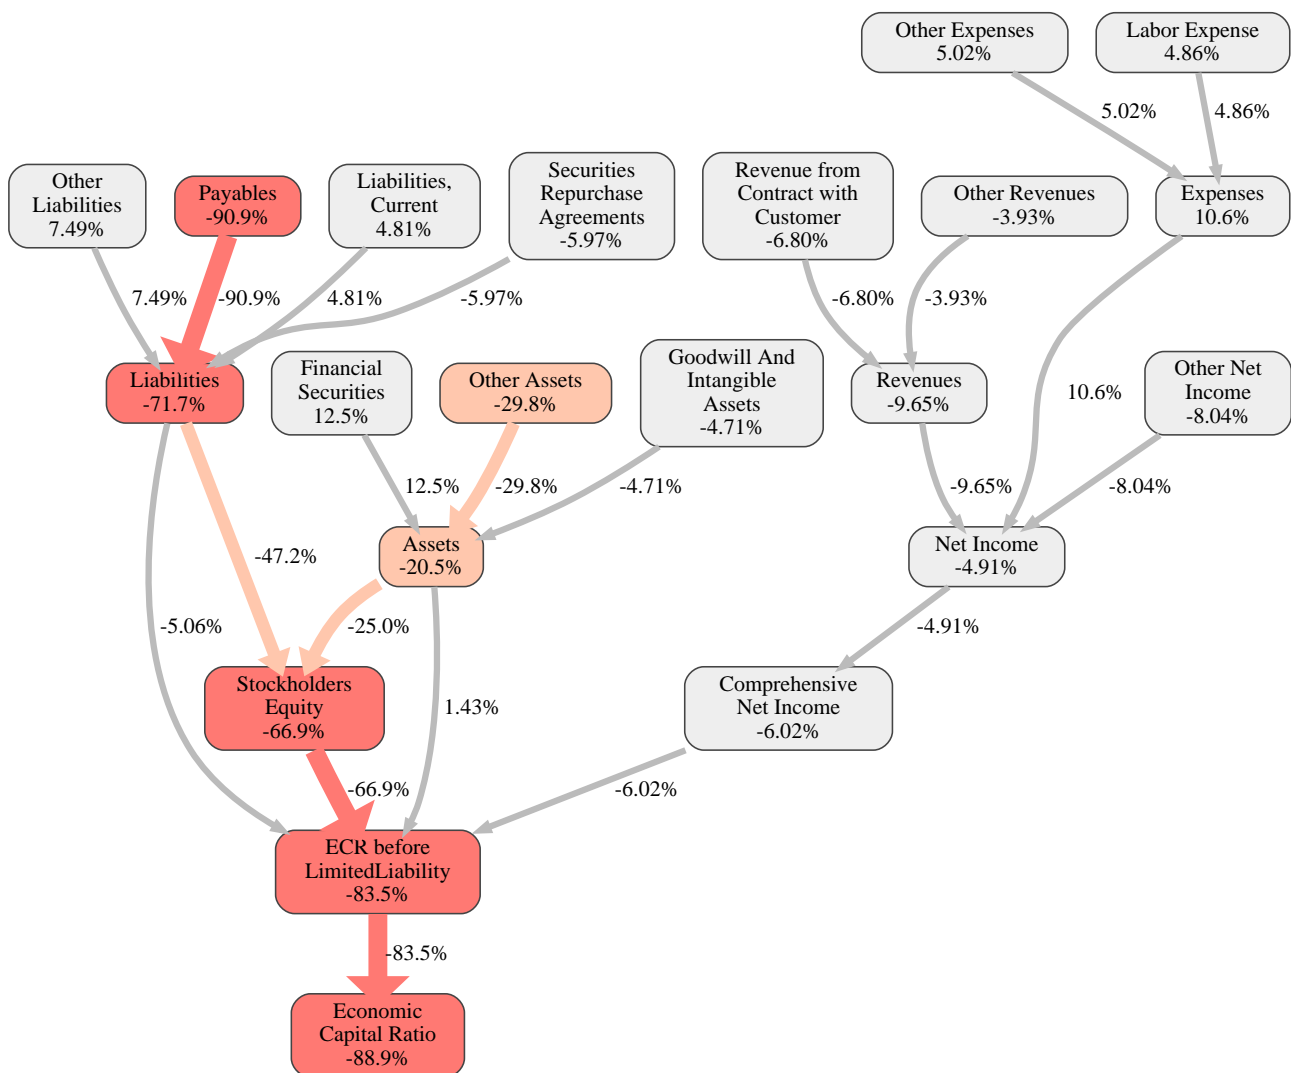 Other Expenses
5.02%
Labor Expense
4.86%
5.02%
4.86%
Other
Liabilities
7.49%
Payables
-90.9%
Liabilities,
Current
4.81%
Securities
Repurchase
Agreements
-5.97%
Revenue from
Contract with
Customer
-6.80%
Other Revenues
-3.93%
Expenses
10.6%
7.49%
-90.9%
4.81%
-5.97%
-6.80%
-3.93%
Liabilities
-71.7%
Financial
Securities
12.5%
Other Assets
-29.8%
Goodwill And
Intangible
Assets
-4.71%
Revenues
-9.65%
10.6%
Other Net
Income
-8.04%
12.5%
-29.8%
-4.71%
-9.65%
-8.04%
-47.2%
Assets
-20.5%
Net Income
-4.91%
-5.06%
-25.0%
-4.91%
Stockholders
Equity
-66.9%
1.43%
Comprehensive
Net Income
-6.02%
-66.9%
-6.02%
ECR before
LimitedLiability
-83.5%
-83.5%
Economic
Capital Ratio
-88.9%